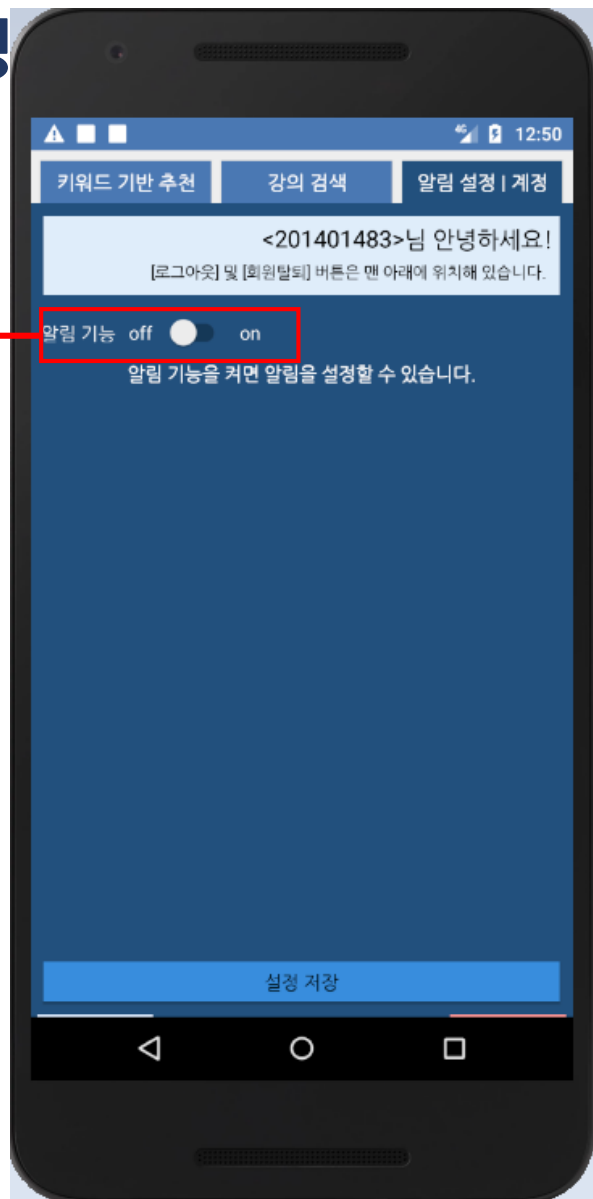 12:50
키워드 기반 추천 강의 검색 알림 설정 | 계정
<201401483>님 안녕하세요!
[로그아웃] 및 [회원탈퇴] 버튼은 맨 아래에 위치해 있습니다.
알림 기능 off on
알림 기능을 켜면 알림을 설정할 수 있습니다.
설정 저장